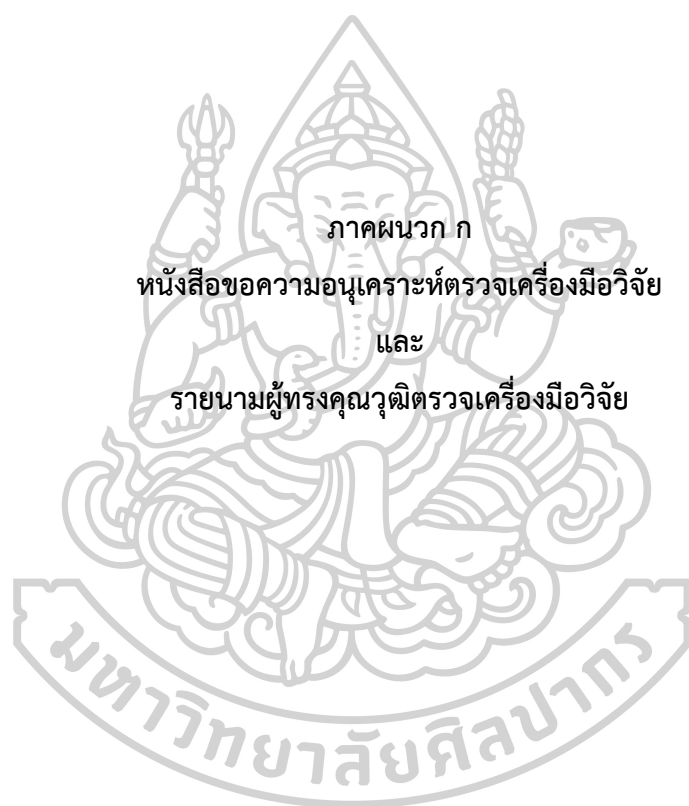 ภาคผนวก ก
หนังสือขอความอนุเคราะห์ตรวจเครื่องมือวิจัย
และ
รายนามผู้ทรงคุณวุฒิตรวจเครื่องมือวิจัย
มหาวิทยาลัยศิลปากร